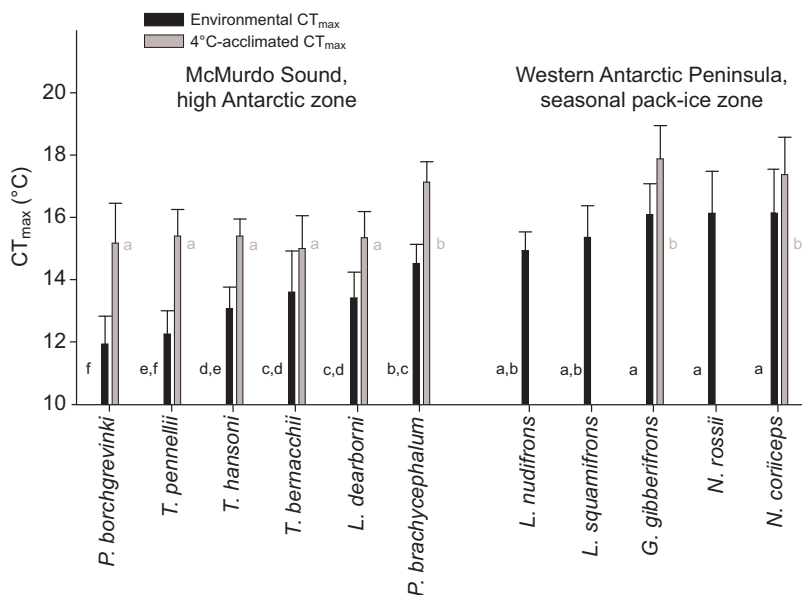 Environmental CTmax
4°C-acclimated CTmax
McMurdo Sound,
high Antarctic zone
Western Antarctic Peninsula,
seasonal pack-ice zone
CTmax (°C)
20
18
16
14
12
10
a
a
a
a
a
b
b
b
f
e,f
d,e
c,d
c,d
b,c
a,b
a,b
a
a
a
P. borchgrevinki
T. pennellii
T. hansoni
T. bernacchii
L. dearborni
P. brachycephalum
L. nudifrons
L. squamifrons
G. gibberifrons
N. rossii
N. coriiceps